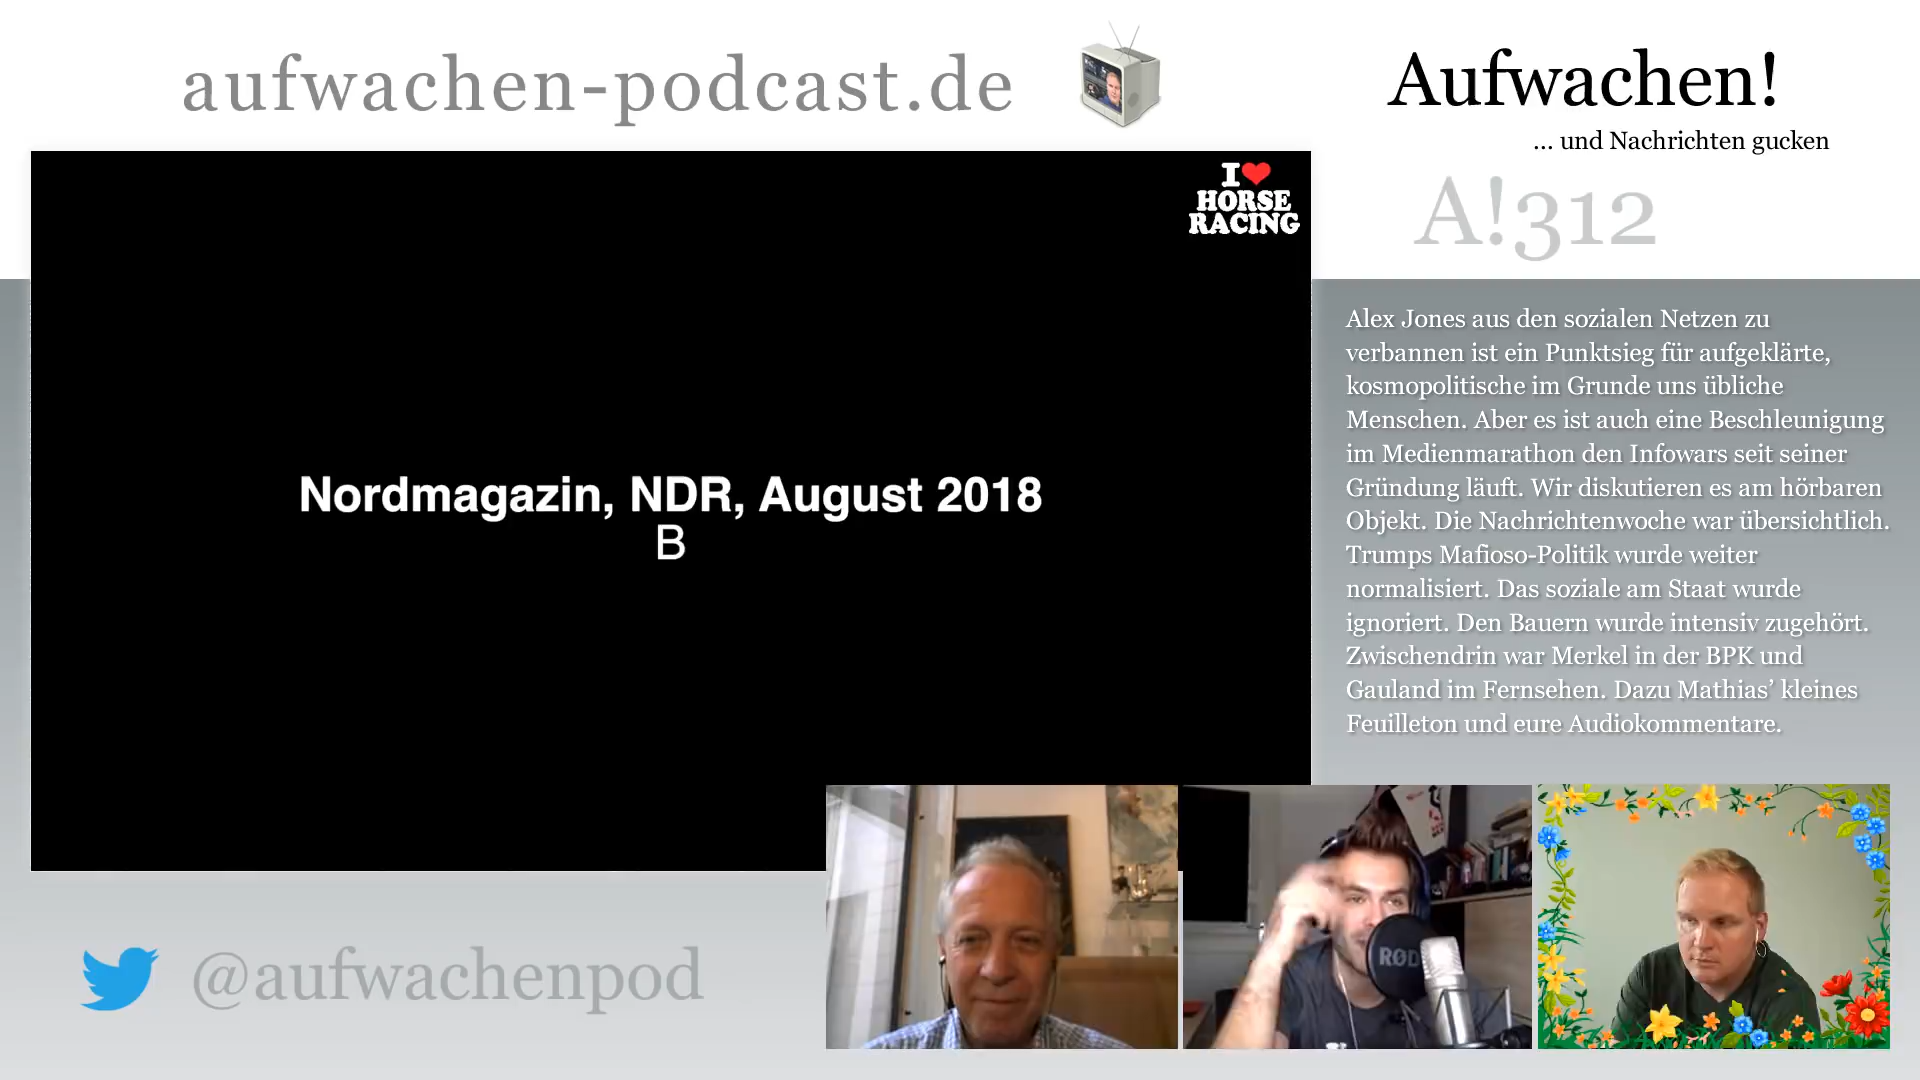 aufwachen-podcast.de
Aufwachen!
... und Nachrichten gucken
A!312
I
HORSE
RACING
Nordmagazin, NDR, August 2018
B
Alex Jones aus den sozialen Netzen zu
verbannen ist ein Punktsieg für aufgeklärte,
kosmopolitische im Grunde uns übliche
Menschen. Aber es ist auch eine Beschleunigung
im Medienmarathon den Infowars seit seiner
Gründung läuft. Wir diskutieren es am hörbaren
Objekt. Die Nachrichtenwoche war übersichtlich.
Trumps Mafioso-Politik wurde weiter
normalisiert. Das soziale am Staat wurde
ignoriert. Den Bauern wurde intensiv zugehört.
Zwischendrin war Merkel in der BPK und
Gauland im Fernsehen. Dazu Mathias’ kleines
Feuilleton und eure Audiokommentare.
@aufwachenpod
RØD